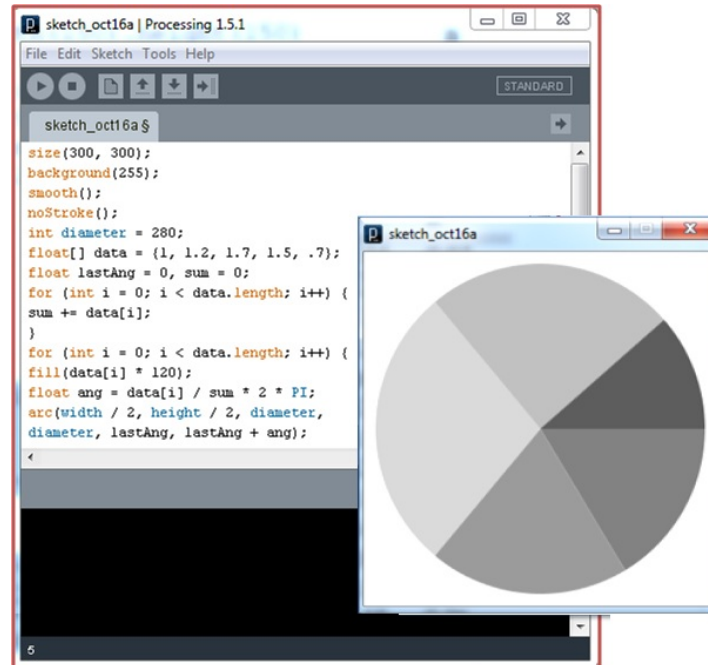 sketch_oct16a | Processing 1.5.1
File Edit Sketch Tools Help
STANDARD
sketch_oct16a §
size(300, 300);
background(255);
smooth();
noStroke();
int diameter = 280;
float[] data = {1, 1.2, 1.7, 1.5, .7};
float lastAng = 0, sum = 0;
for (int i = 0; i < data.length; i++) {
sum += data[i];
}
for (int i = 0; i < data.length; i++) {
fill(data[i] * 120);
float ang = data[i] / sum * 2 * PI;
arc(width / 2, height / 2, diameter,
diameter, lastAng, lastAng + ang);
5
sketch_oct16a